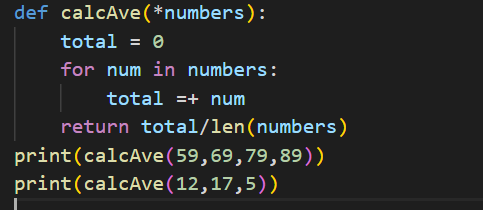 def calcAve(*numbers):
    total = 0
    for num in numbers:
        total =+ num
    return total/len(numbers)
print(calcAve(59,69,79,89))
print(calcAve(12,17,5))